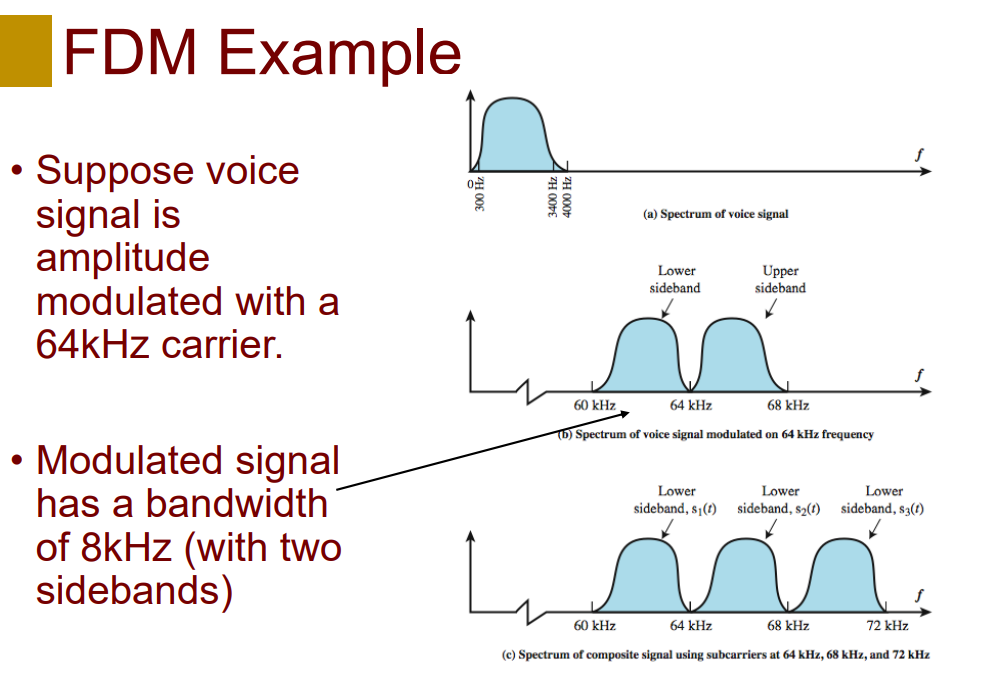 FDM Example
• Suppose voice
signal is
amplitude
modulated with a
64kHz carrier.
• Modulated signal
has a bandwidth
of 8kHz (with two
sidebands)
f
0
300 Hz
3400 Hz
4000 Hz
(a) Spectrum of voice signal
Lower
sideband
Upper
sideband
f
60 kHz
64 kHz
68 kHz
(b) Spectrum of voice signal modulated on 64 kHz frequency
Lower
sideband, s₁(t)
Lower
sideband, s₂(t)
Lower
sideband, s₃(t)
f
60 kHz
64 kHz
68 kHz
72 kHz
(c) Spectrum of composite signal using subcarriers at 64 kHz, 68 kHz, and 72 kHz